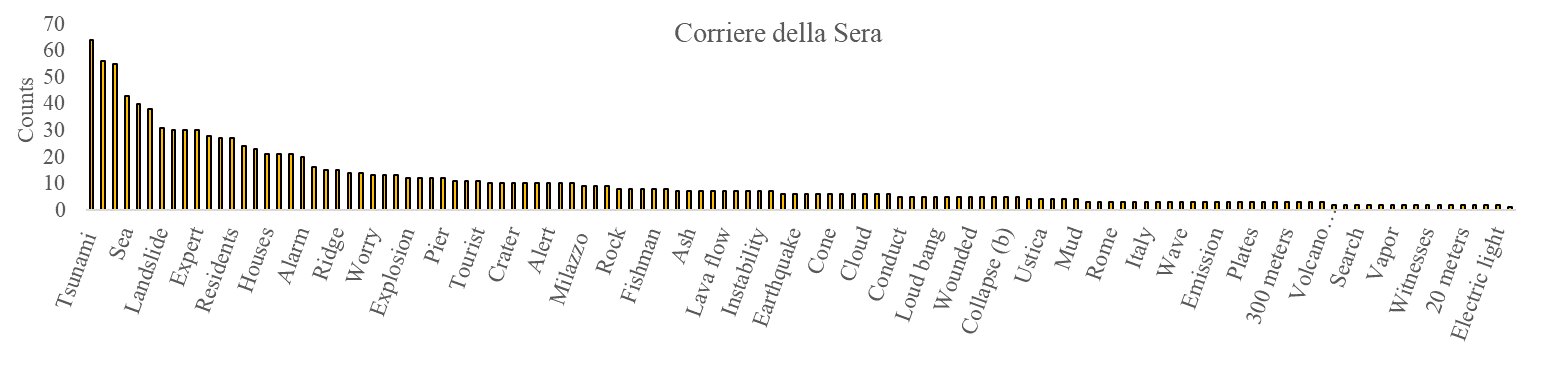 Corriere della Sera
Counts
70
60
50
40
30
20
10
0
Tsunami
Sea
Landslide
Expert
Residents
Houses
Alarm
Ridge
Worry
Explosion
Pier
Tourist
Crater
Alert
Milazzo
Rock
Fishman
Ash
Lava flow
Instability
Earthquake
Cone
Cloud
Conduct
Loud bang
Wounded
Collapse (b)
Ustica
Mud
Rome
Italy
Wave
Emission
Plates
300 meters
Volcano…
Search
Vapor
Witnesses
20 meters
Electric light